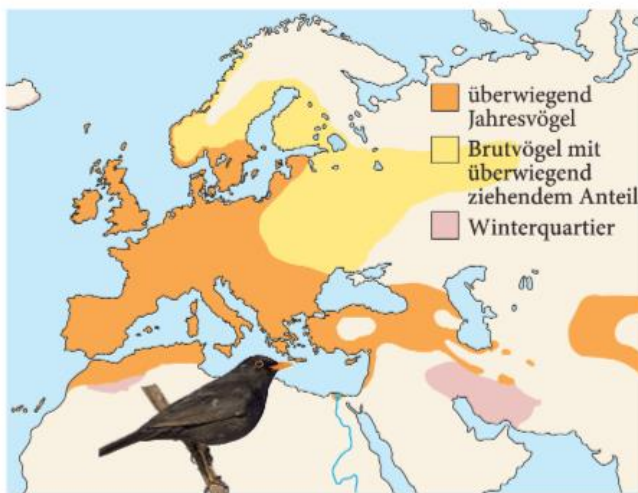 überwiegend
Jahresvögel
Brutvögel mit
überwiegend
ziehendem Anteil
Winterquartier